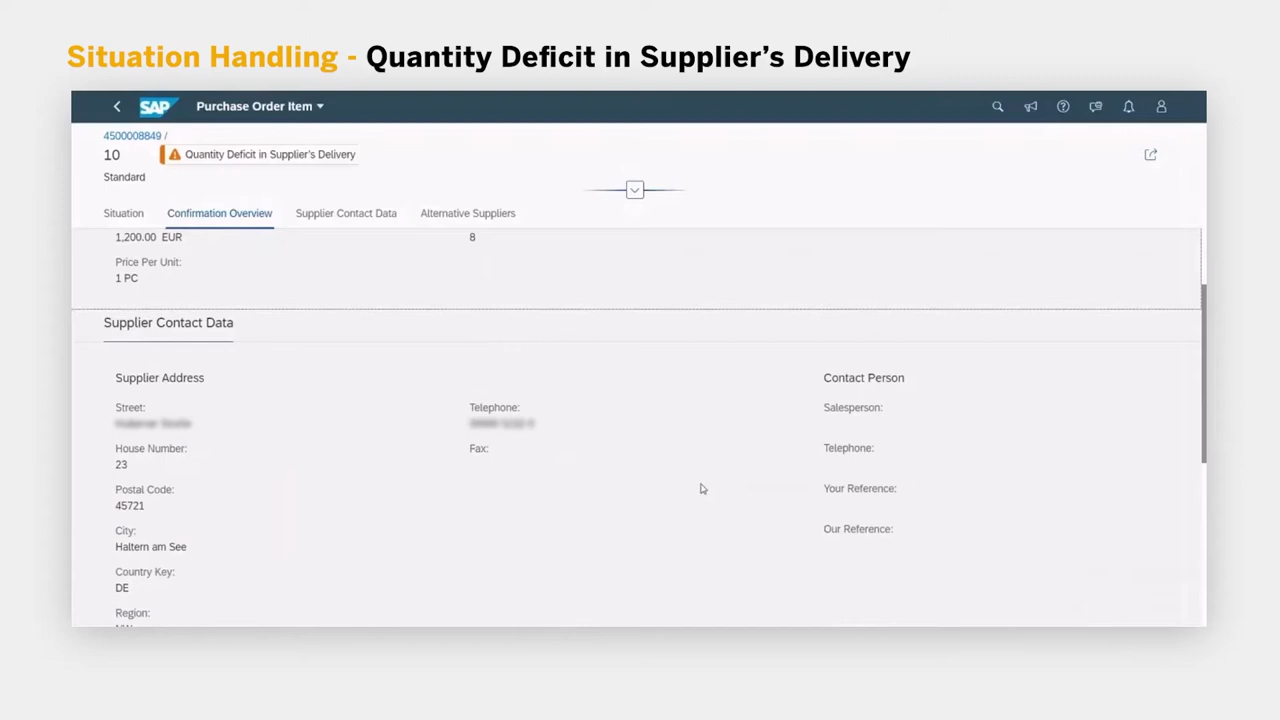 Situation Handling - Quantity Deficit in Supplier's Delivery
SAP Purchase Order Item
4500008849 /
10 Quantity Deficit in Supplier's Delivery
Standard
Situation Confirmation Overview Supplier Contact Data Alternative Suppliers
1,200.00 EUR 8
Price Per Unit:
1 PC
Supplier Contact Data
Supplier Address Contact Person
Street: Telephone: Salesperson:
House Number: Fax: Telephone:
23
Postal Code: Your Reference:
45721
City: Our Reference:
Haltern am See
Country Key:
DE
Region: